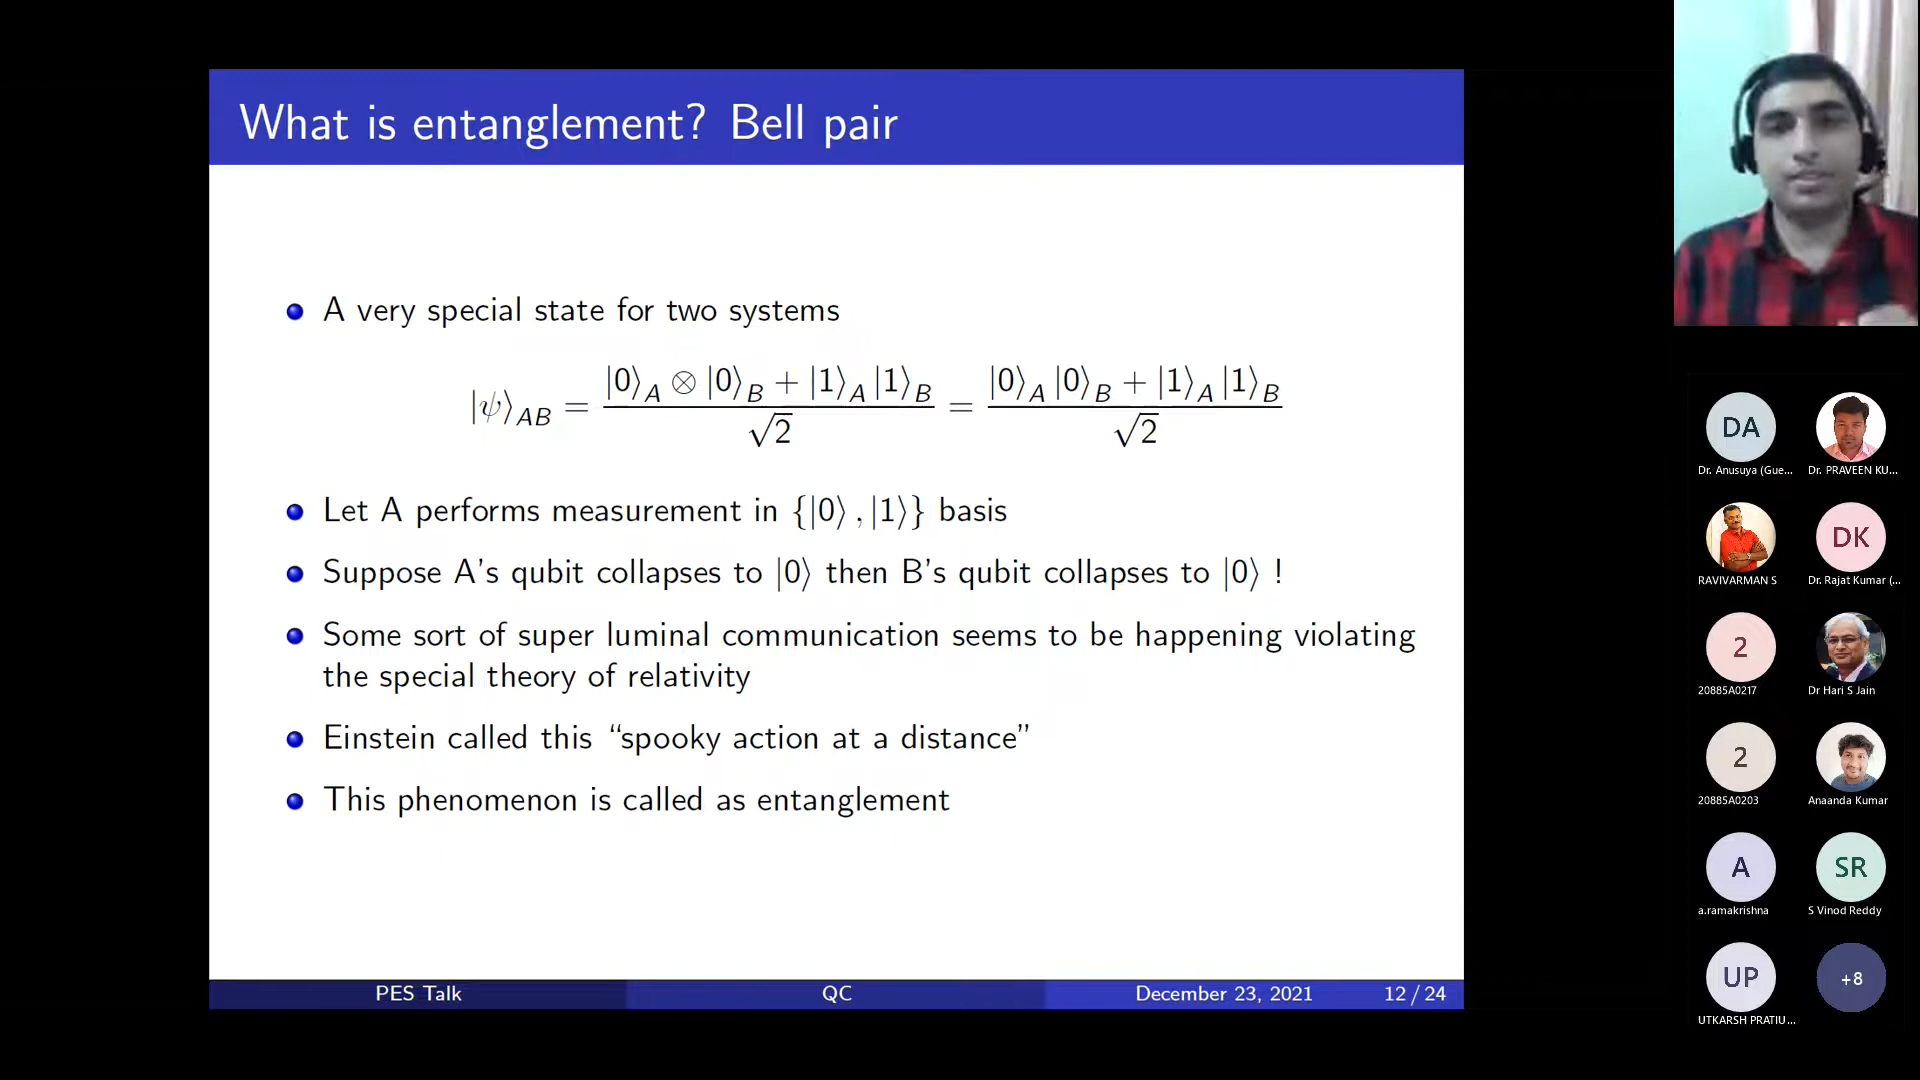 What is entanglement? Bell pair
A very special state for two systems
|ψ⟩_AB = (|0⟩_A ⊗ |0⟩_B + |1⟩_A |1⟩_B) / √2 = (|0⟩_A |0⟩_B + |1⟩_A |1⟩_B) / √2
Let A performs measurement in {|0⟩ , |1⟩} basis
Suppose A's qubit collapses to |0⟩ then B's qubit collapses to |0⟩ !
Some sort of super luminal communication seems to be happening violating
the special theory of relativity
Einstein called this “spooky action at a distance”
This phenomenon is called as entanglement
PES Talk QC December 23, 2021 12 / 24
DA
Dr. Anusuya (Gue... Dr. PRAVEEN KU...
DK
RAVIVARMAN S Dr. Rajat Kumar (...
2
20885A0217 Dr Hari S Jain
2
20885A0203 Anaanda Kumar
A SR
a.ramakrishna S Vinod Reddy
UP +8
UTKARSH PRATIU...